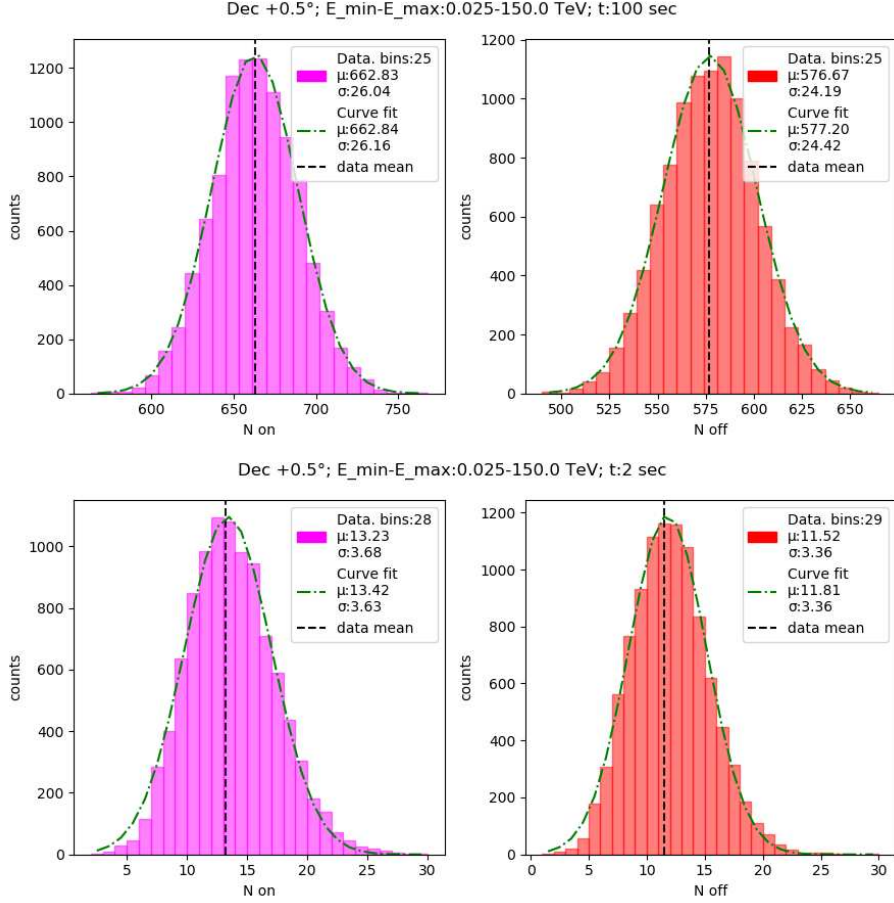 Dec +0.5°; E_min-E_max:0.025-150.0 TeV; t:100 sec
counts
1200
1000
800
600
400
200
0
600
650
700
750
N on
Data. bins:25
μ:662.83
σ:26.04
Curve fit
μ:662.84
σ:26.16
data mean
counts
1200
1000
800
600
400
200
0
500
525
550
575
600
625
650
N off
Data. bins:25
μ:576.67
σ:24.19
Curve fit
μ:577.20
σ:24.42
data mean
Dec +0.5°; E_min-E_max:0.025-150.0 TeV; t:2 sec
counts
1000
800
600
400
200
0
5
10
15
20
25
30
N on
Data. bins:28
μ:13.23
σ:3.68
Curve fit
μ:13.42
σ:3.63
data mean
counts
1200
1000
800
600
400
200
0
0
5
10
15
20
25
30
N off
Data. bins:29
μ:11.52
σ:3.36
Curve fit
μ:11.81
σ:3.36
data mean